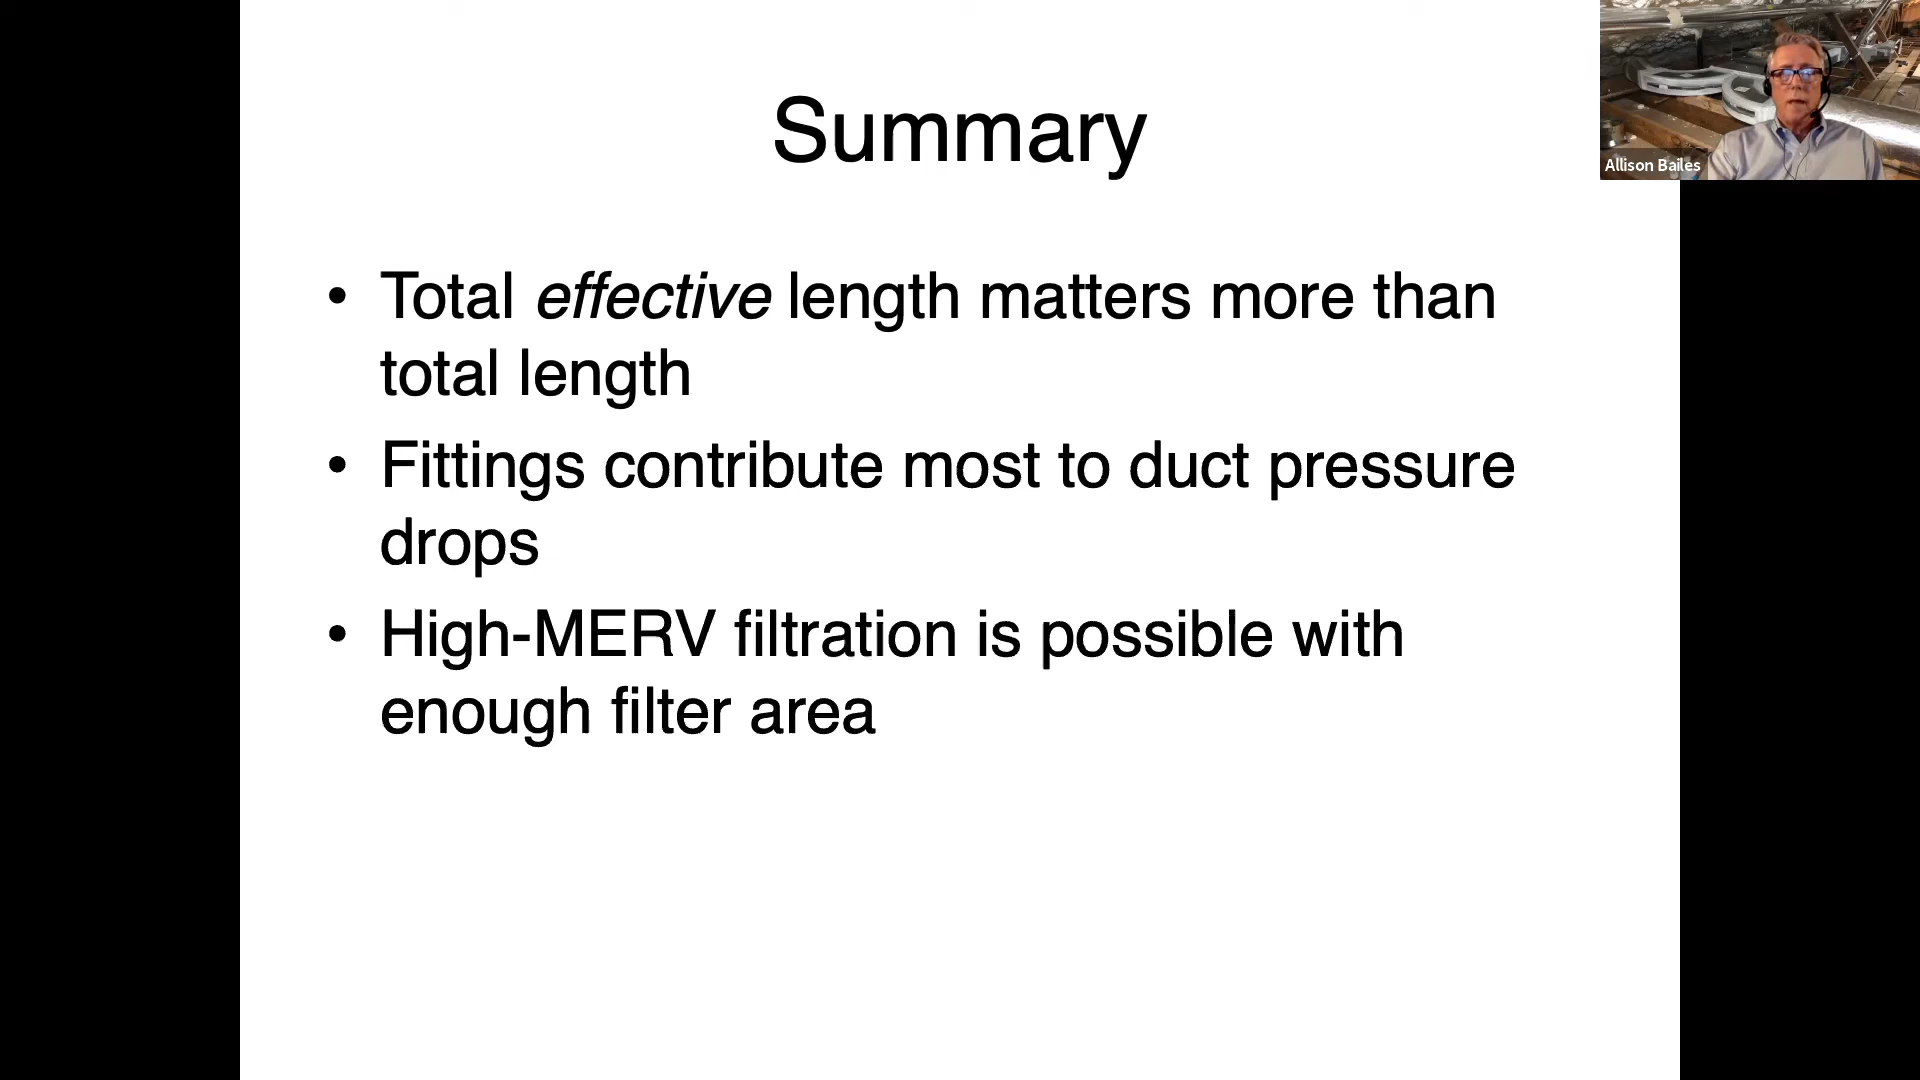 Summary
• Total effective length matters more than
total length
• Fittings contribute most to duct pressure
drops
• High-MERV filtration is possible with
enough filter area
Allison Bailes